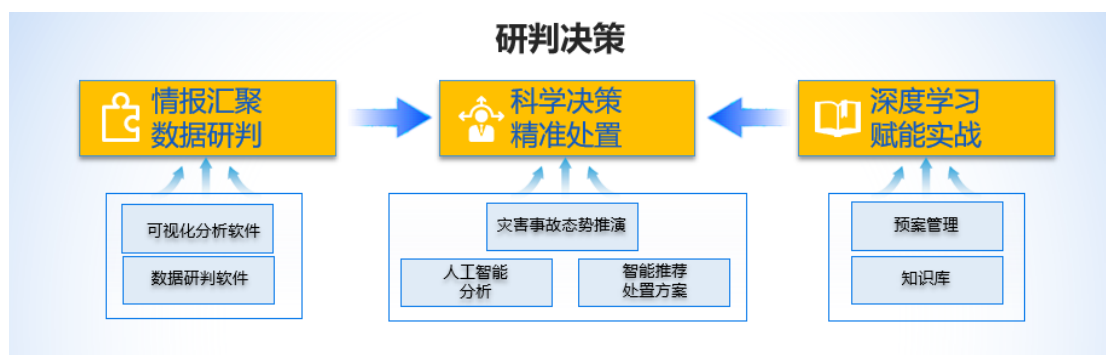 研判决策
情报汇聚
数据研判
科学决策
精准处置
深度学习
赋能实战
可视化分析软件
数据研判软件
灾害事故态势推演
人工智能
分析
智能推荐
处置方案
预案管理
知识库